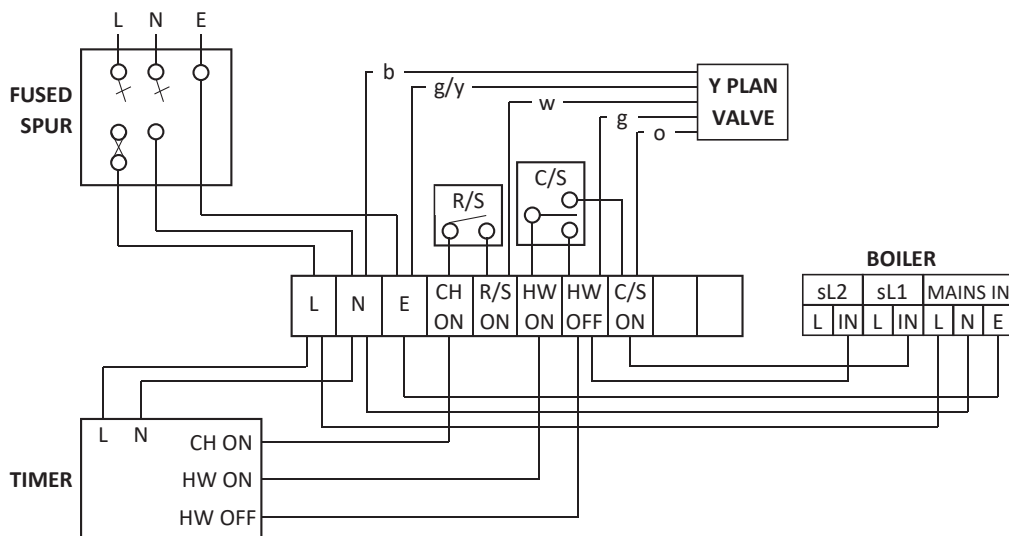 L N E
FUSED
SPUR
b
g/y
w
g
o
Y PLAN
VALVE
R/S
C/S
L
N
E
CH
ON
R/S
ON
HW
ON
HW
OFF
C/S
ON
BOILER
sL2 sL1 MAINS IN
L IN L IN L N E
TIMER
L N
CH ON
HW ON
HW OFF